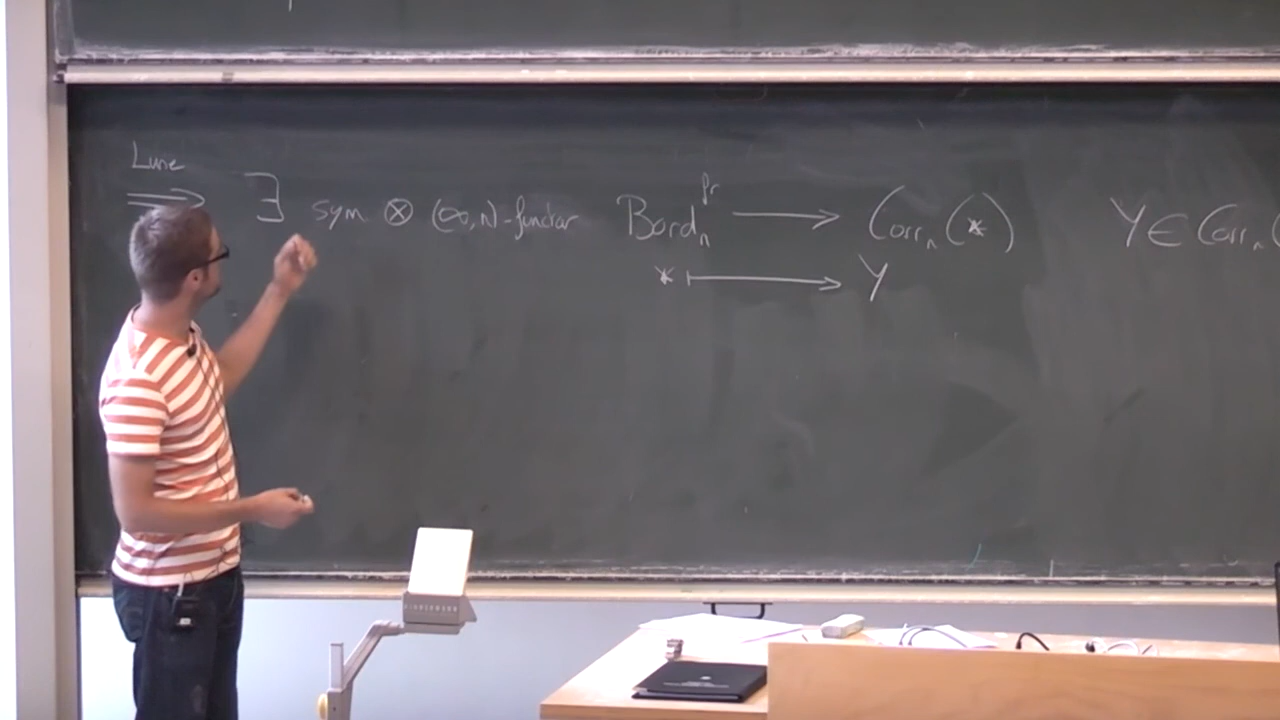 Lurie
⟹ ∃ sym ⊗ (∞,n)-functor Bord_n^fr ⟶ Corr_n(*) Y ∈ Corr_n(
* ⟼ Y